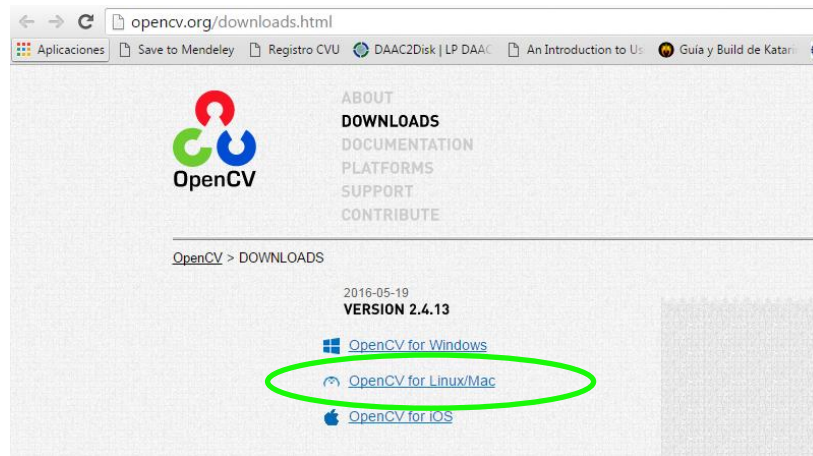 opencv.org/downloads.html
Aplicaciones Save to Mendeley Registro CVU DAAC2Disk | LP DAAC An Introduction to Us Guía y Build de Katari
ABOUT
DOWNLOADS
DOCUMENTATION
PLATFORMS
SUPPORT
CONTRIBUTE
OpenCV
OpenCV > DOWNLOADS
2016-05-19
VERSION 2.4.13
OpenCV for Windows
OpenCV for Linux/Mac
OpenCV for iOS